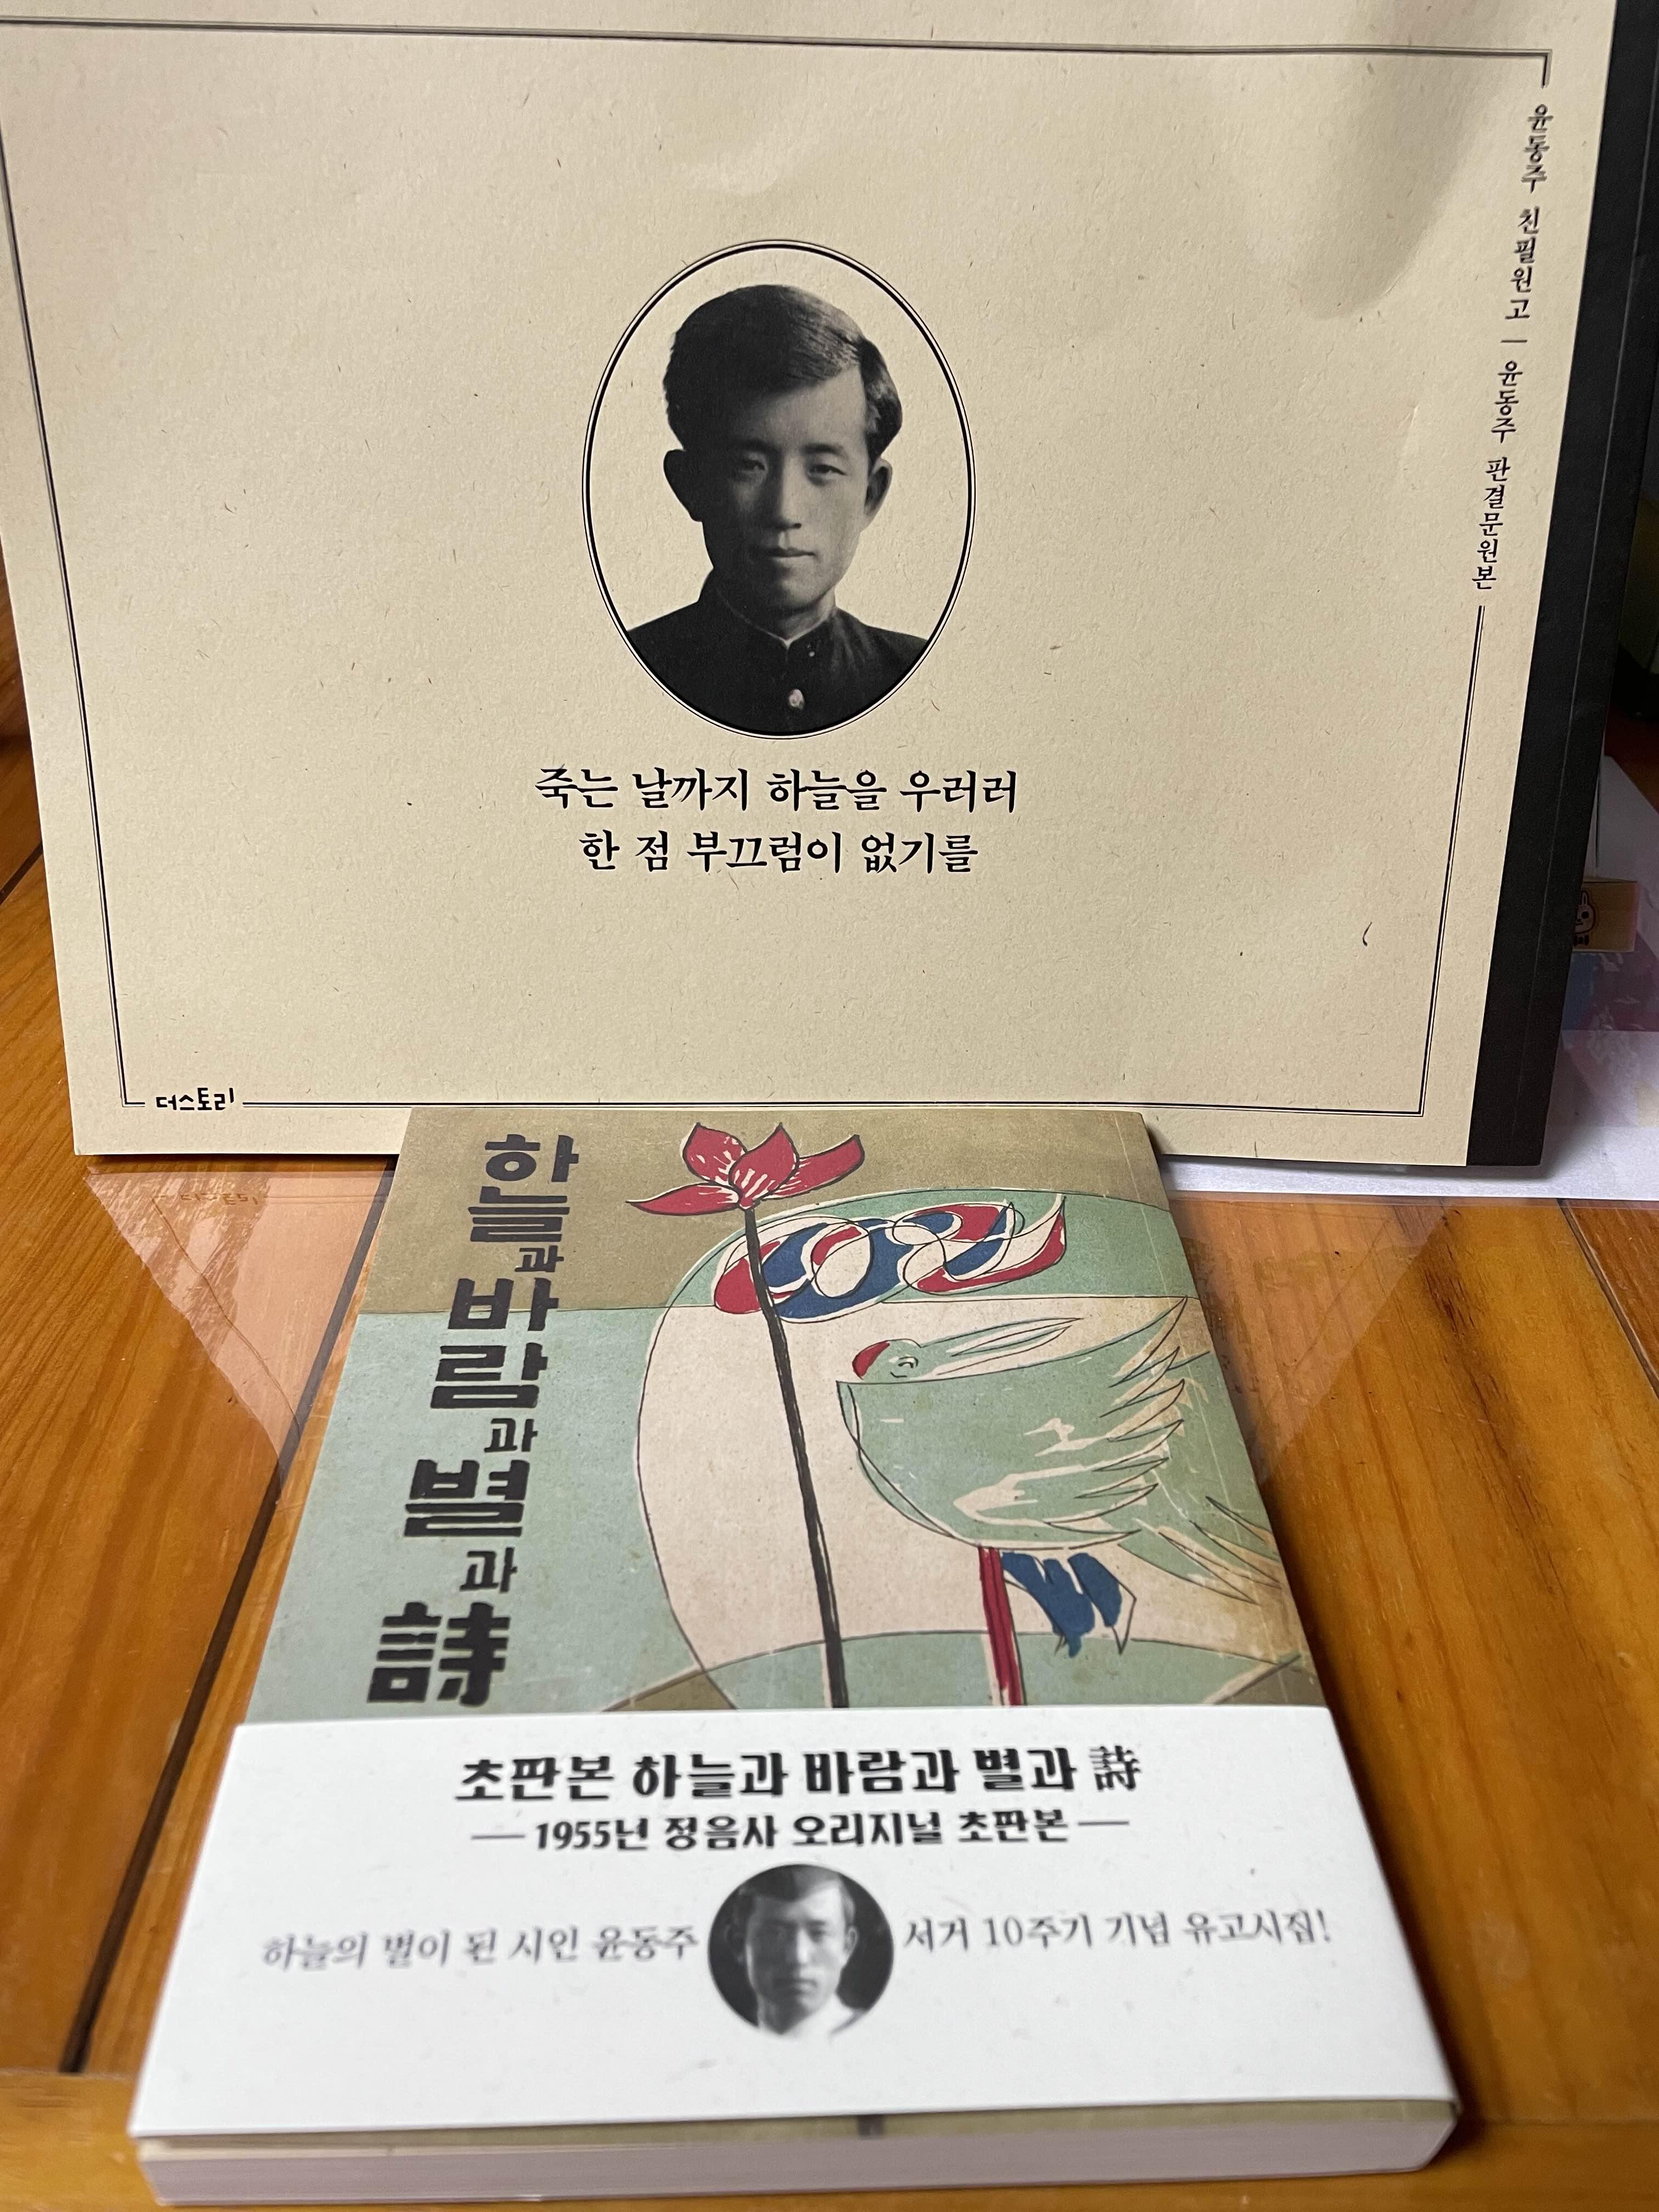 윤동주 친필원고 — 윤동주 판결문원본
죽는 날까지 하늘을 우러러
한 점 부끄럼이 없기를
더스토리
하늘과 바람과 별과 詩
초판본 하늘과 바람과 별과 詩
— 1955년 정음사 오리지널 초판본 —
하늘의 별이 된 시인 윤동주 서거 10주기 기념 유고시집!